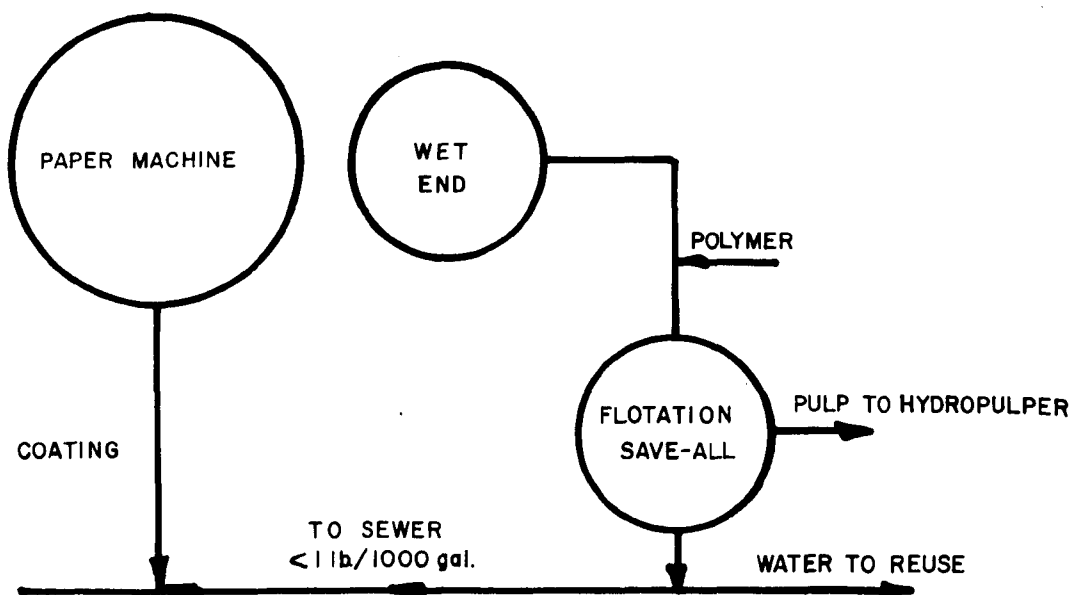 PAPER MACHINE
WET
END
POLYMER
FLOTATION
SAVE-ALL
PULP TO HYDROPULPER
COATING
TO SEWER
<1 lb./1000 gal.
WATER TO REUSE